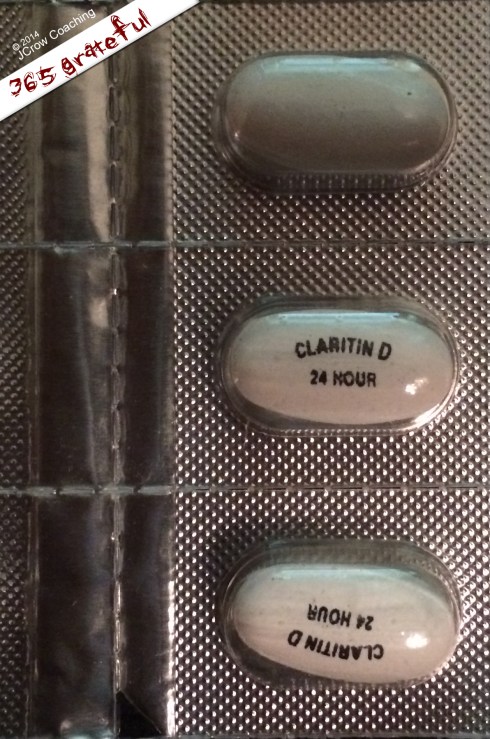 © 2014
JCrow Coaching
365 grateful
CLARITIN D
24 HOUR
CLARITIN D
24 HOUR